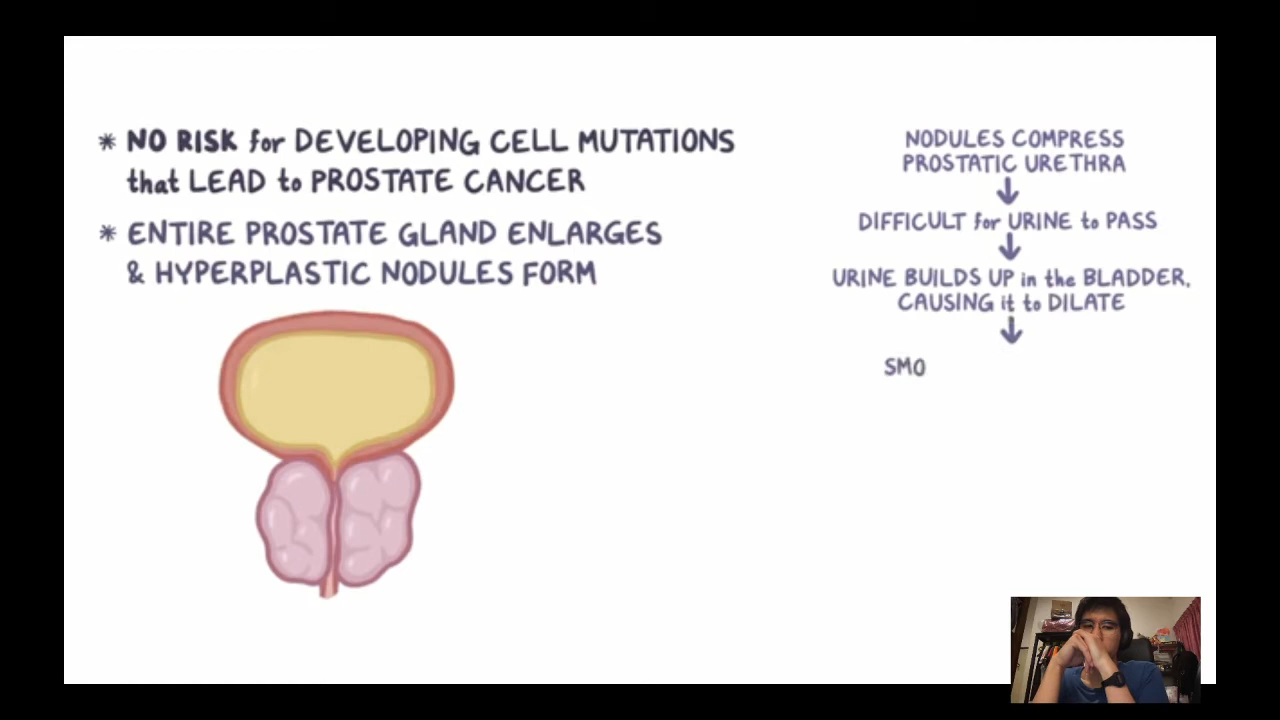 * NO RISK for DEVELOPING CELL MUTATIONS
that LEAD to PROSTATE CANCER
* ENTIRE PROSTATE GLAND ENLARGES
& HYPERPLASTIC NODULES FORM
NODULES COMPRESS
PROSTATIC URETHRA
DIFFICULT for URINE to PASS
URINE BUILDS UP in the BLADDER,
CAUSING it to DILATE
SMO